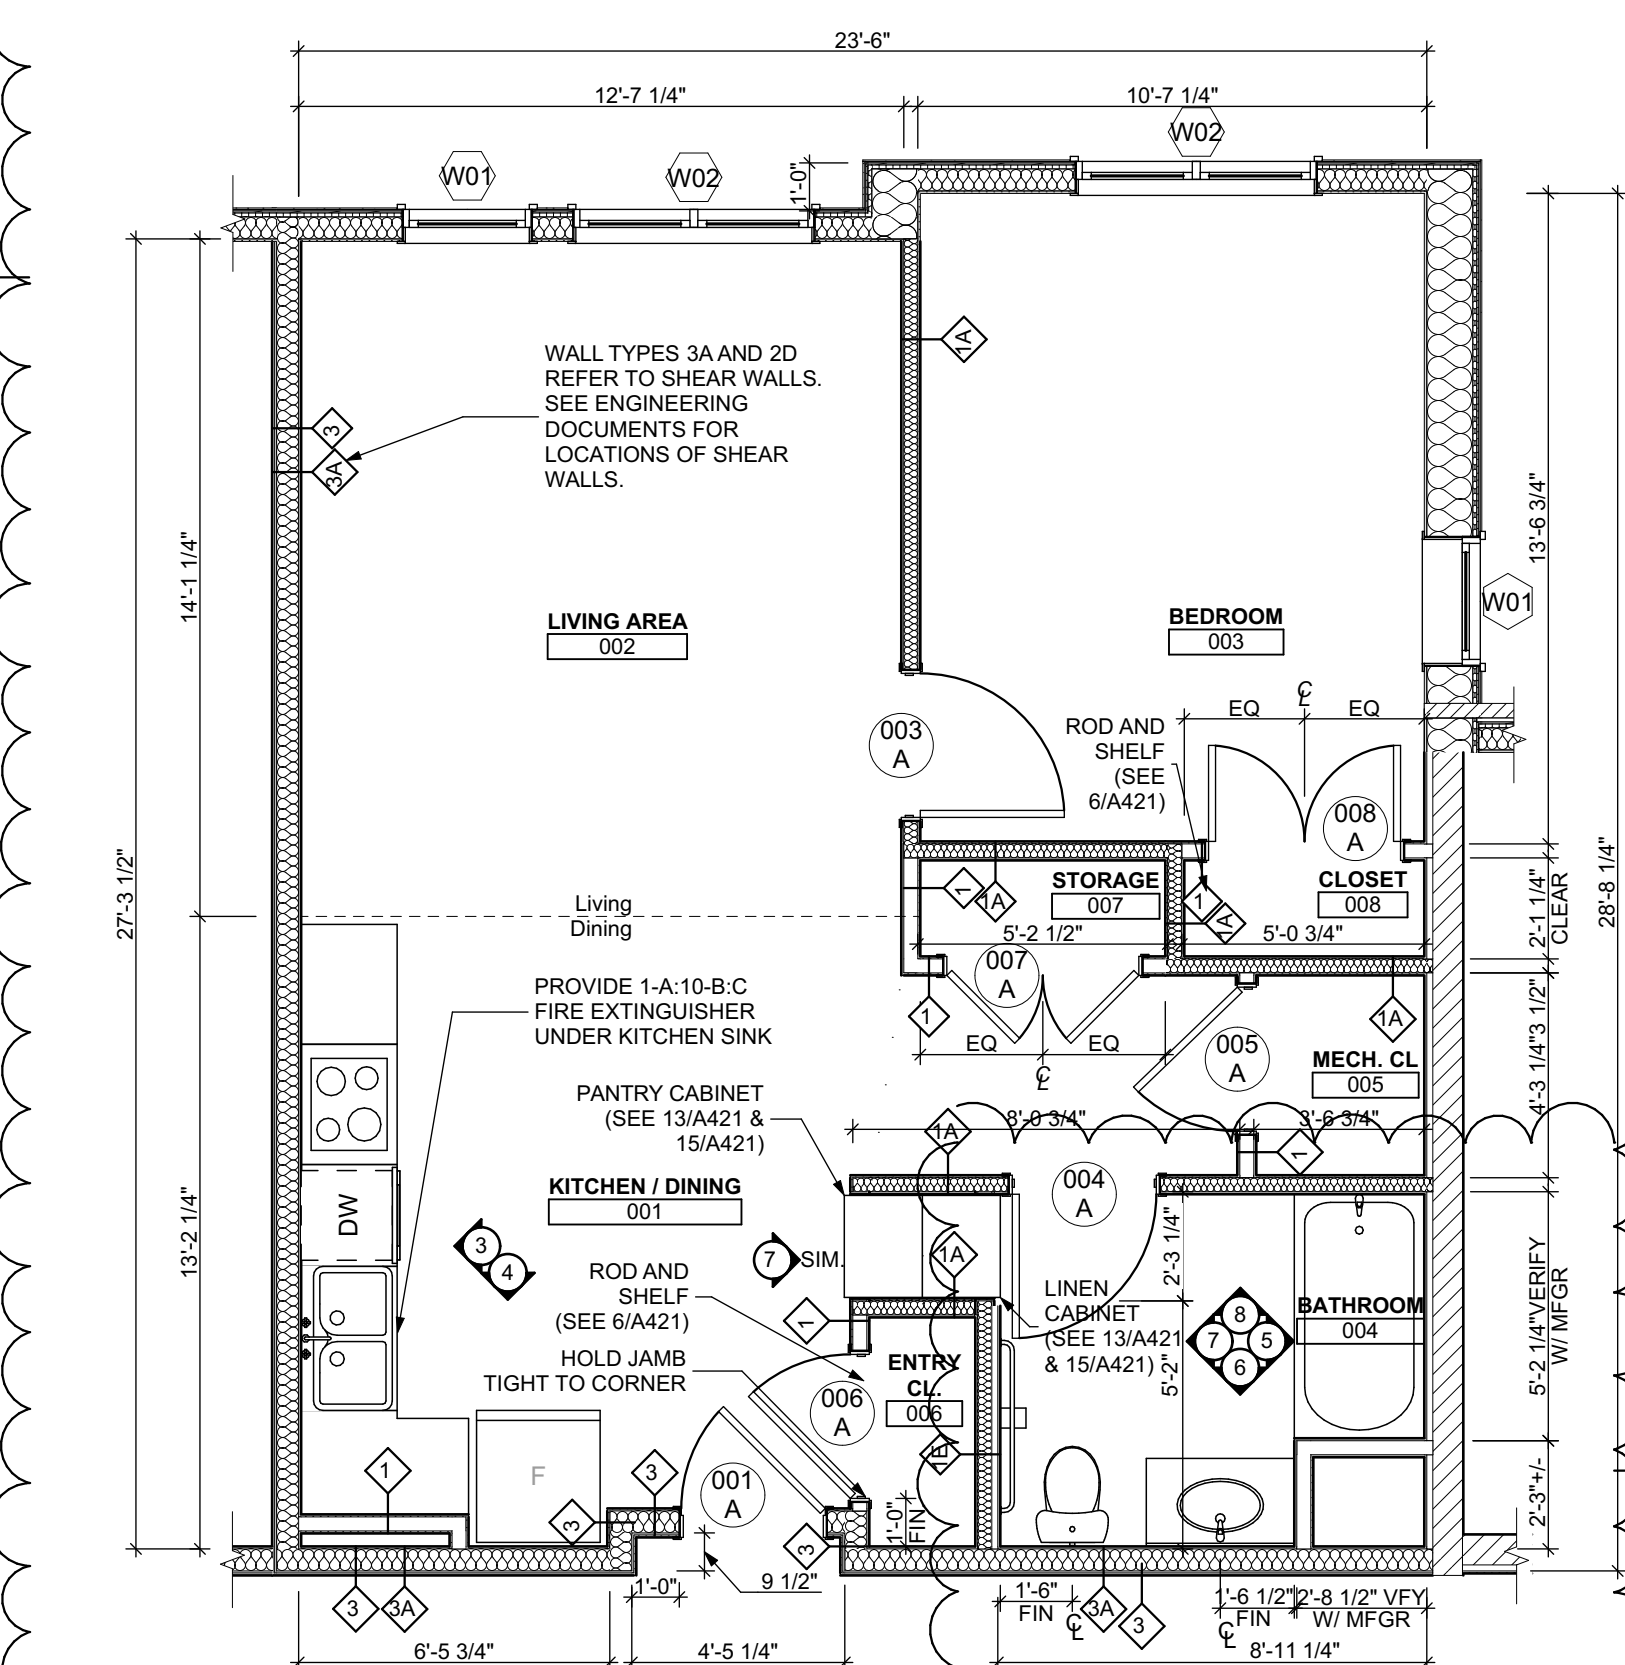 23'-6"
12'-7 1/4"
10'-7 1/4"
W02
W01
W02
1'-0"
1A
WALL TYPES 3A AND 2D
REFER TO SHEAR WALLS.
SEE ENGINEERING
DOCUMENTS FOR
LOCATIONS OF SHEAR
WALLS.
3
3A
14'-1 1/4"
13'-6 3/4"
LIVING AREA
002
BEDROOM
003
W01
EQ
℄
EQ
003
A
ROD AND
SHELF
(SEE
6/A421)
008
A
27'-3 1/2"
28'-8 1/4"
STORAGE
007
CLOSET
008
1
1A
1
1A
2'-1 1/4"
CLEAR
Living
Dining
5'-2 1/2"
5'-0 3/4"
007
A
PROVIDE 1-A:10-B:C
FIRE EXTINGUISHER
UNDER KITCHEN SINK
1
1A
EQ
EQ
℄
005
A
MECH. CL
005
4'-3 1/4"3 1/2"
PANTRY CABINET
(SEE 13/A421 &
15/A421)
8'-0 3/4"
3'-6 3/4"
1A
1
KITCHEN / DINING
001
004
A
DW
13'-2 1/4"
3
4
7
SIM.
1A
2'-3 1/4"
5'-2 1/4"VERIFY
W/ MFGR
ROD AND
SHELF
(SEE 6/A421)
LINEN
CABINET
(SEE 13/A421
& 15/A421)
8
7
5
6
BATHROOM
004
1
5'-2"
HOLD JAMB
TIGHT TO CORNER
ENTRY
CL.
006
006
A
1E
1
F
3
001
A
3
3
1'-0"
FIN
2'-3"+/-
1'-0"
9 1/2"
3
3A
1'-6"
FIN
℄
3A
3
1'-6 1/2"
FIN
℄
2'-8 1/2" VFY
W/ MFGR
6'-5 3/4"
4'-5 1/4"
8'-11 1/4"